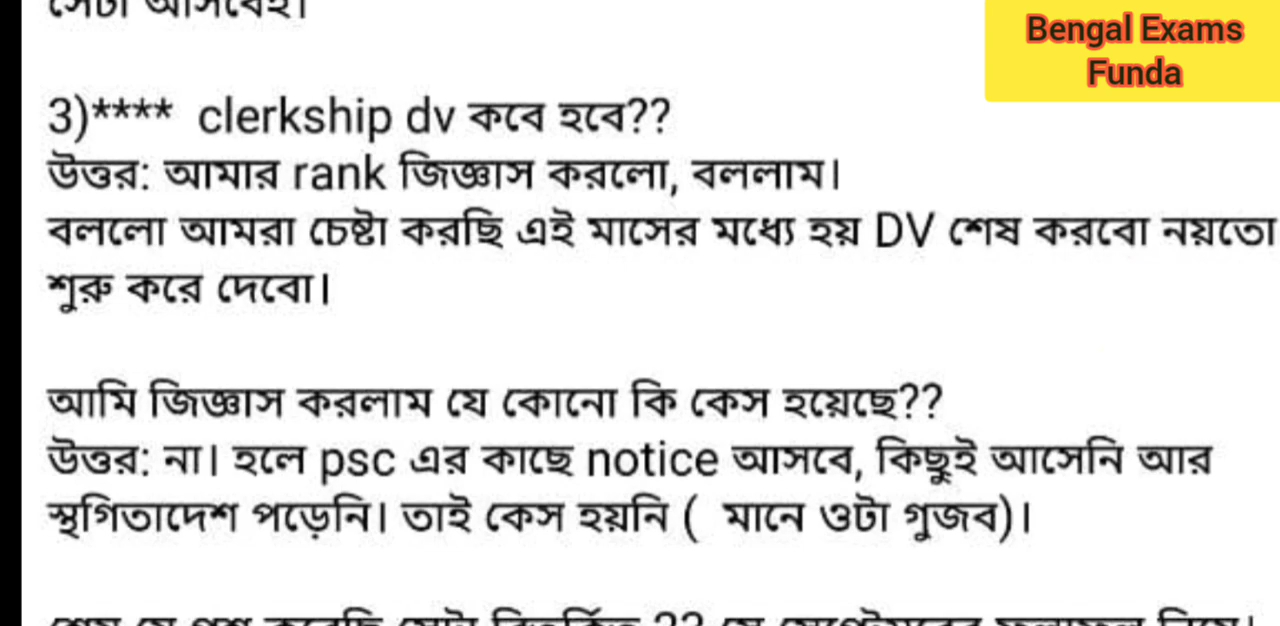 সেটা আসবেই।
Bengal Exams
Funda
3)**** clerkship dv কবে হবে??
উত্তর: আমার rank জিজ্ঞাস করলো, বললাম।
বললো আমরা চেষ্টা করছি এই মাসের মধ্যে হয় DV শেষ করবো নয়তো
শুরু করে দেবো।
আমি জিজ্ঞাস করলাম যে কোনো কি কেস হয়েছে??
উত্তর: না। হলে psc এর কাছে notice আসবে, কিছুই আসেনি আর
স্থগিতাদেশ পড়েনি। তাই কেস হয়নি ( মানে ওটা গুজব)।